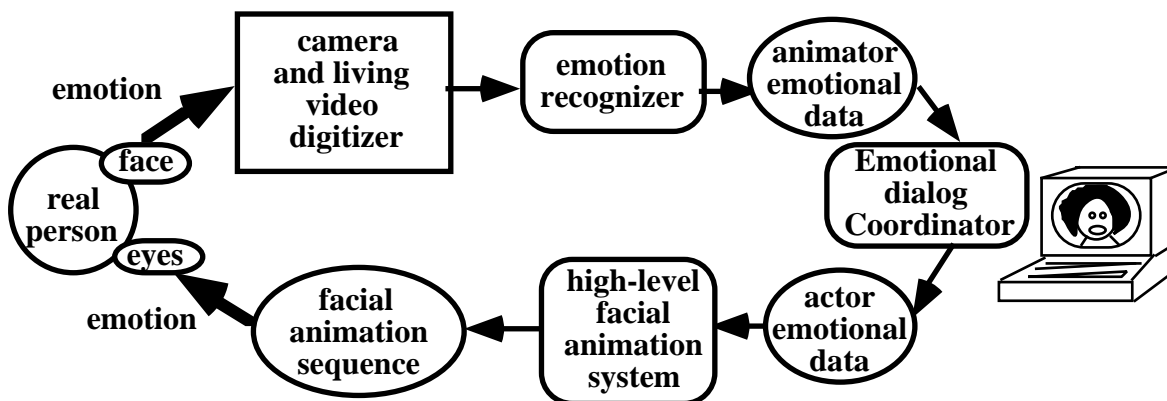 emotion
camera
and living
video
digitizer
emotion
recognizer
animator
emotional
data
face
real
person
eyes
Emotional
dialog
Coordinator
emotion
facial
animation
sequence
high-level
facial
animation
system
actor
emotional
data